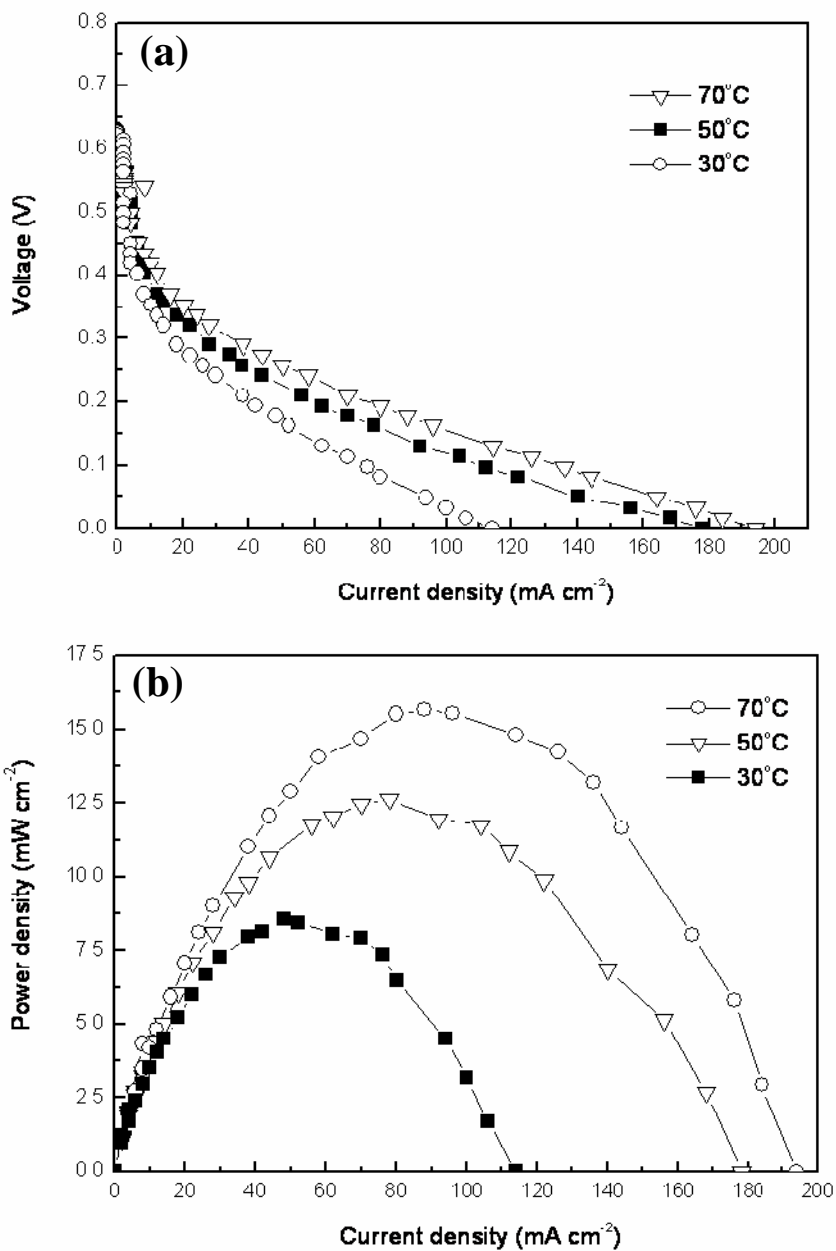 (a)
0.8
0.7
0.6
0.5
0.4
0.3
0.2
0.1
0.0
Voltage (V)
70°C
50°C
30°C
0 20 40 60 80 100 120 140 160 180 200
Current density (mA cm⁻²)
(b)
17 5
15 0
12 5
10 0
7 5
5 0
2 5
0 0
Power density (mW cm⁻²)
70°C
50°C
30°C
0 20 40 60 80 100 120 140 160 180 200
Current density (mA cm⁻²)